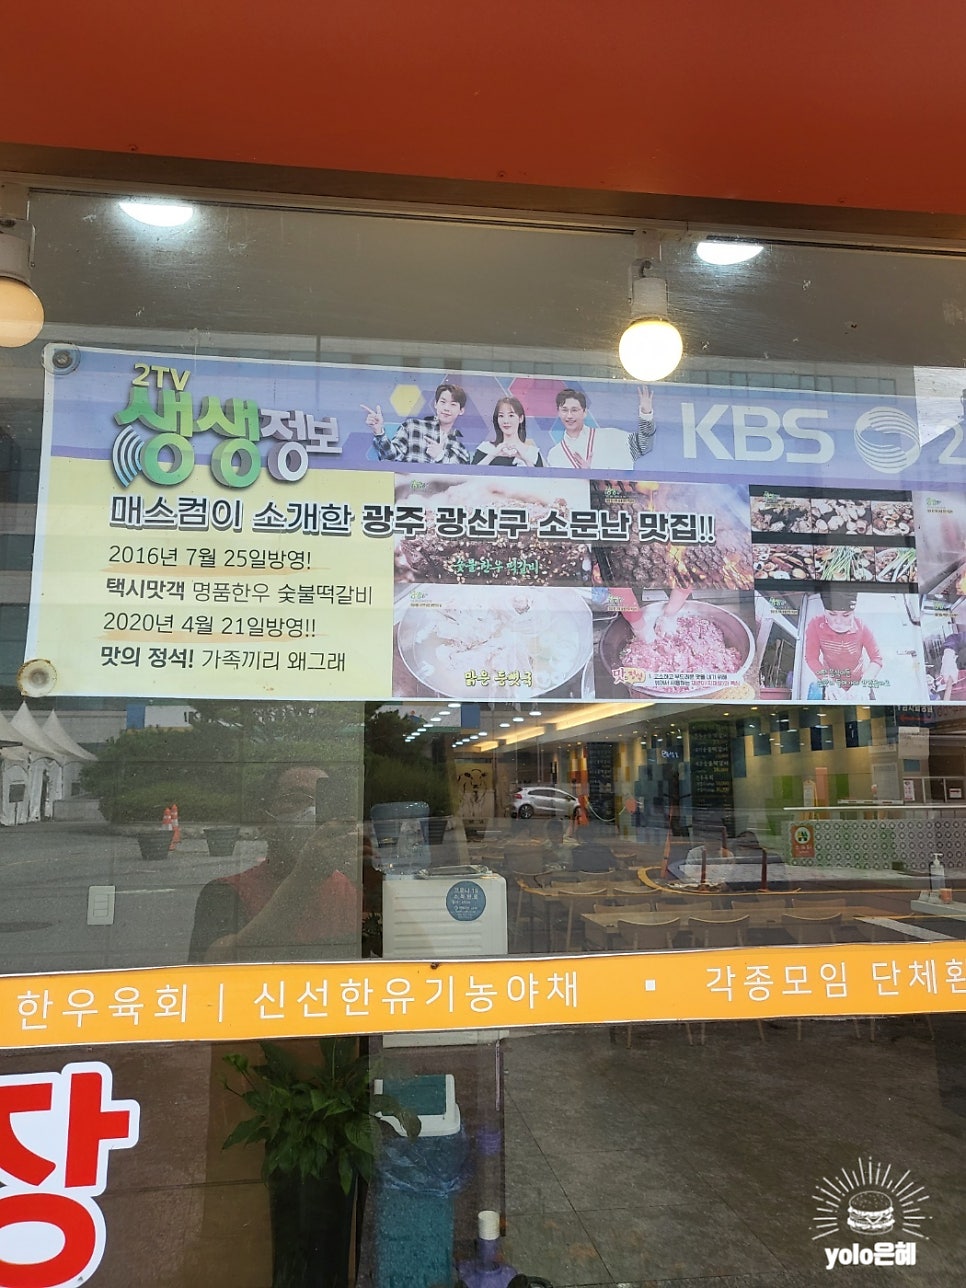 2TV
생생정보
KBS
매스컴이 소개한 광주 광산구 소문난 맛집!!
2016년 7월 25일방영!
택시맛객 명품한우 숯불떡갈비
2020년 4월 21일방영!!
맛의 정석! 가족끼리 왜그래
숯불 한우 떡갈비
맑은 뼛국
한우육회 | 신선한유기농야채 ▪ 각종모임 단체환
장
yolo은혜